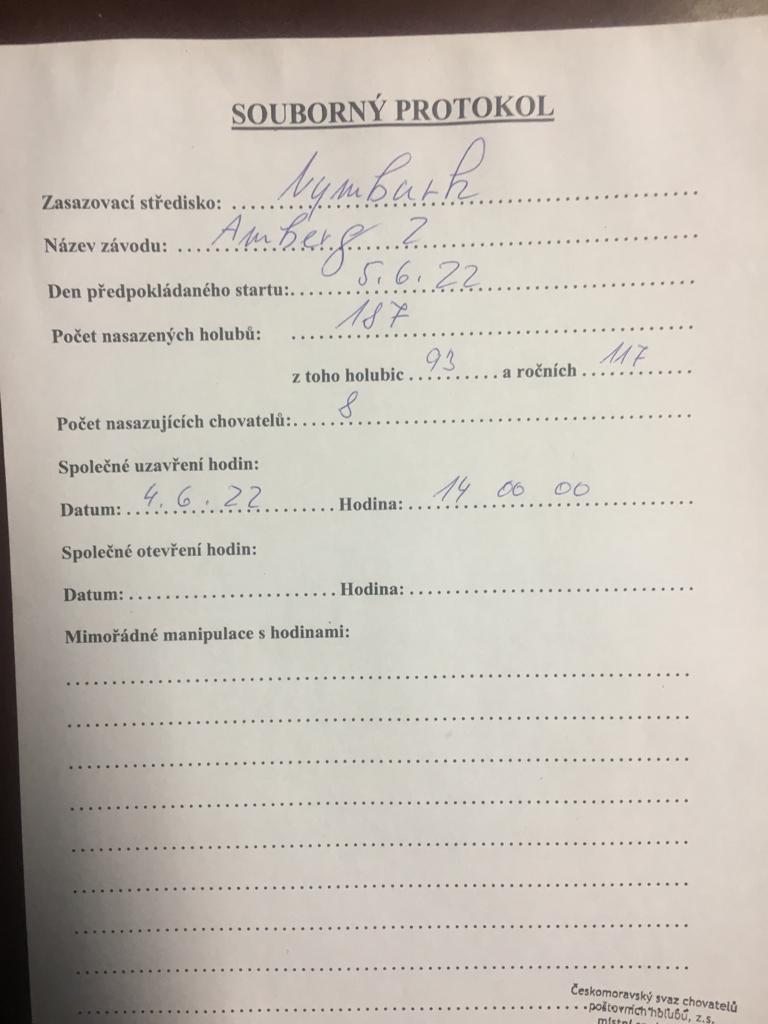 SOUBORNÝ PROTOKOL
Zasazovací středisko: Nymburk
Název závodu: Amberg 2
Den předpokládaného startu: 5.6.22
Počet nasazených holubů: 187
z toho holubic 93 a ročních 117
Počet nasazujících chovatelů: 8
Společné uzavření hodin:
Datum: 4.6.22 Hodina: 14 00 00
Společné otevření hodin:
Datum: Hodina:
Mimořádné manipulace s hodinami:
Českomoravský svaz chovatelů
poštovních holubů, z.s.
místní